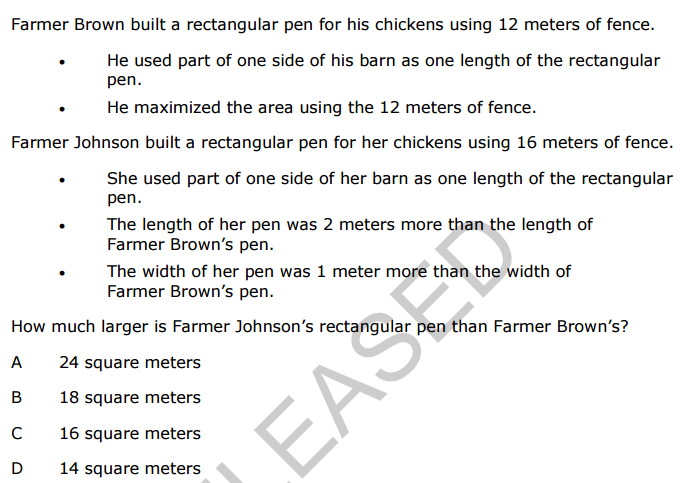 Farmer Brown built a rectangular pen for his chickens using 12 meters of fence.
• He used part of one side of his barn as one length of the rectangular
pen.
• He maximized the area using the 12 meters of fence.
Farmer Johnson built a rectangular pen for her chickens using 16 meters of fence.
• She used part of one side of her barn as one length of the rectangular
pen.
• The length of her pen was 2 meters more than the length of
Farmer Brown’s pen.
• The width of her pen was 1 meter more than the width of
Farmer Brown’s pen.
How much larger is Farmer Johnson’s rectangular pen than Farmer Brown’s?
A 24 square meters
B 18 square meters
C 16 square meters
D 14 square meters
LEASED